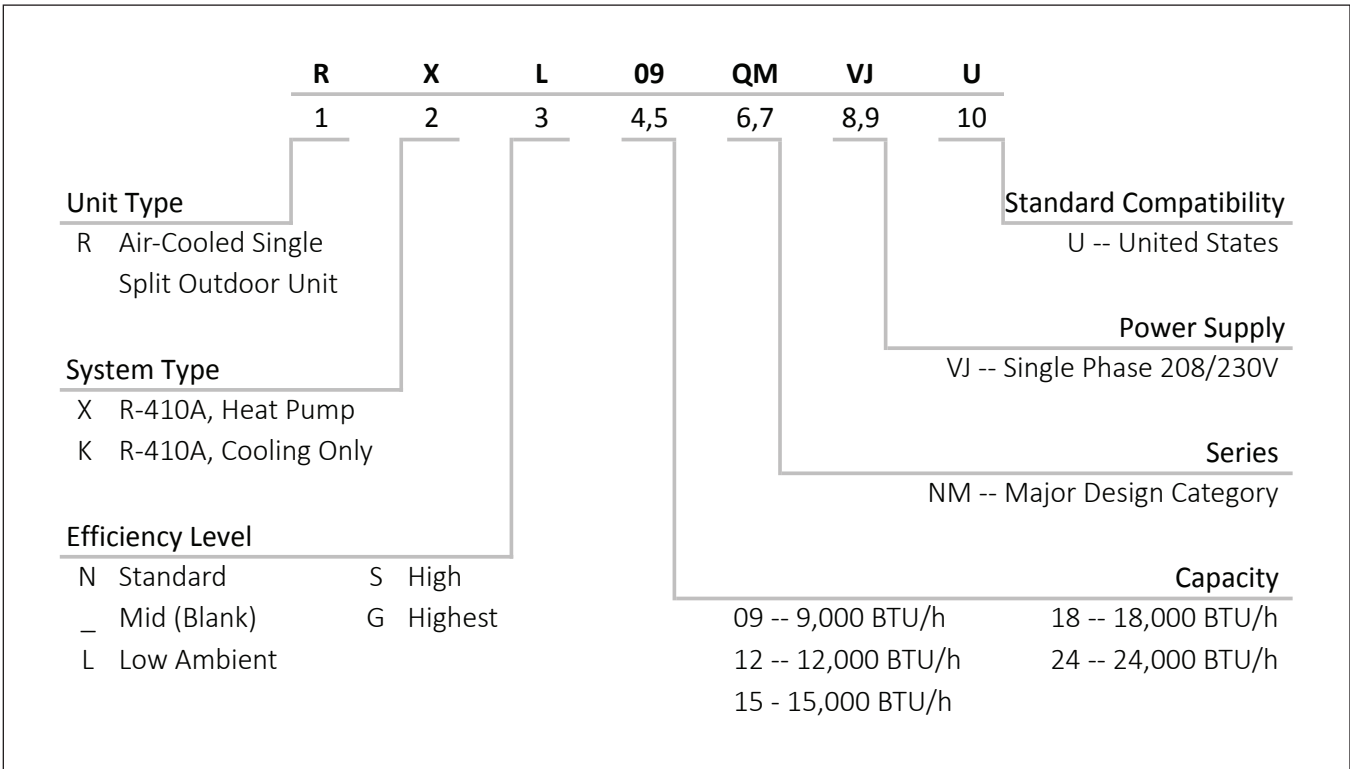 R X L 09 QM VJ U
1 2 3 4,5 6,7 8,9 10
Unit Type
R Air-Cooled Single
Split Outdoor Unit
System Type
X R-410A, Heat Pump
K R-410A, Cooling Only
Efficiency Level
N Standard S High
_ Mid (Blank) G Highest
L Low Ambient
Standard Compatibility
U -- United States
Power Supply
VJ -- Single Phase 208/230V
Series
NM -- Major Design Category
Capacity
09 -- 9,000 BTU/h 18 -- 18,000 BTU/h
12 -- 12,000 BTU/h 24 -- 24,000 BTU/h
15 - 15,000 BTU/h